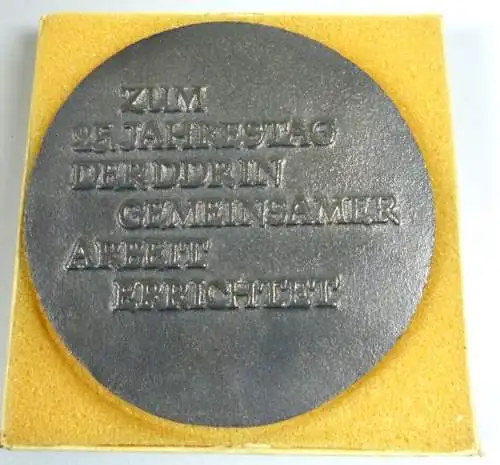 ZUM
25. JAHRESTAG
DER DDR IN
GEMEINSAMER
ARBEIT
ERRICHTET